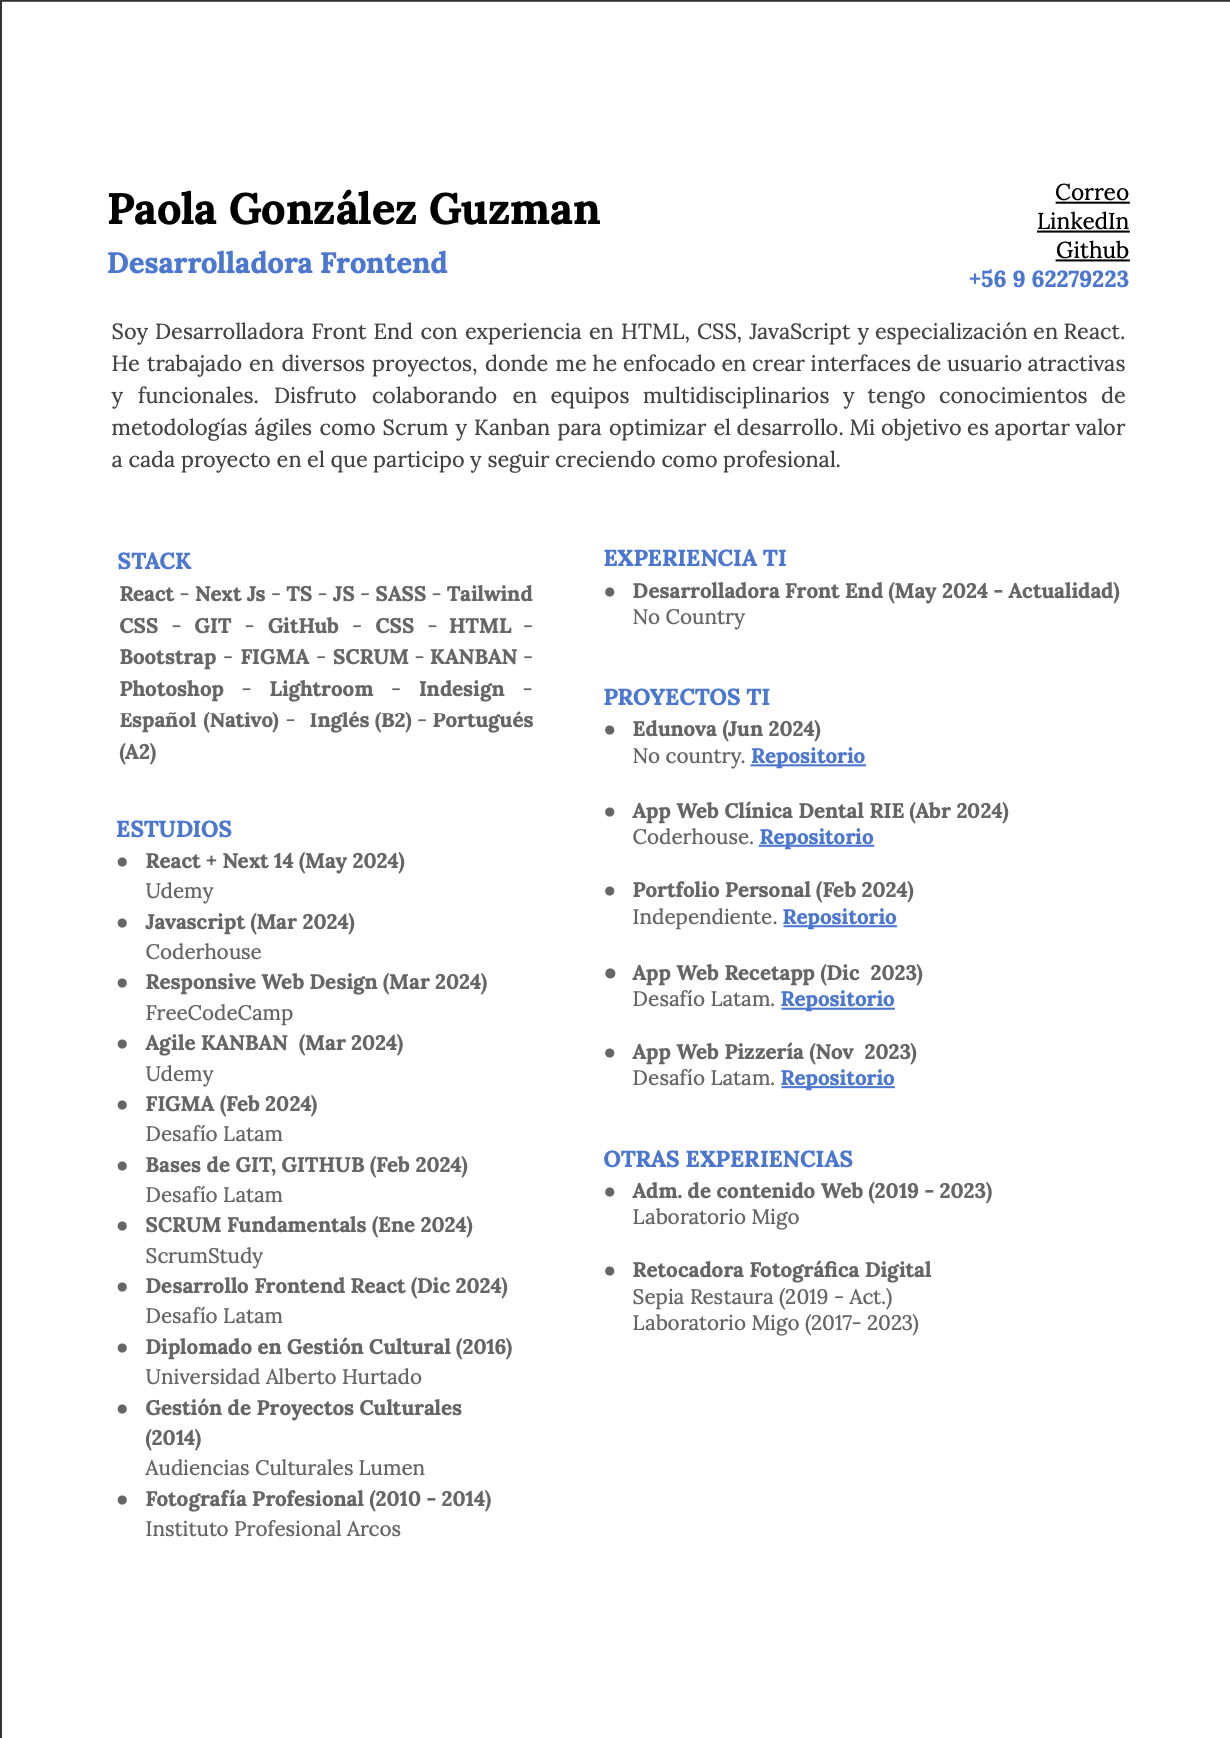 Paola González Guzman
Desarrolladora Frontend
Correo
LinkedIn
Github
+56 9 62279223
Soy Desarrolladora Front End con experiencia en HTML, CSS, JavaScript y especialización en React.
He trabajado en diversos proyectos, donde me he enfocado en crear interfaces de usuario atractivas
y funcionales. Disfruto colaborando en equipos multidisciplinarios y tengo conocimientos de
metodologías ágiles como Scrum y Kanban para optimizar el desarrollo. Mi objetivo es aportar valor
a cada proyecto en el que participo y seguir creciendo como profesional.
STACK
React - Next Js - TS - JS - SASS - Tailwind
CSS - GIT - GitHub - CSS - HTML -
Bootstrap - FIGMA - SCRUM - KANBAN -
Photoshop - Lightroom - Indesign -
Español (Nativo) - Inglés (B2) - Portugués
(A2)
ESTUDIOS
● React + Next 14 (May 2024)
Udemy
● Javascript (Mar 2024)
Coderhouse
● Responsive Web Design (Mar 2024)
FreeCodeCamp
● Agile KANBAN (Mar 2024)
Udemy
● FIGMA (Feb 2024)
Desafío Latam
● Bases de GIT, GITHUB (Feb 2024)
Desafío Latam
● SCRUM Fundamentals (Ene 2024)
ScrumStudy
● Desarrollo Frontend React (Dic 2024)
Desafío Latam
● Diplomado en Gestión Cultural (2016)
Universidad Alberto Hurtado
● Gestión de Proyectos Culturales
(2014)
Audiencias Culturales Lumen
● Fotografía Profesional (2010 - 2014)
Instituto Profesional Arcos
EXPERIENCIA TI
● Desarrolladora Front End (May 2024 - Actualidad)
No Country
PROYECTOS TI
● Edunova (Jun 2024)
No country. Repositorio
● App Web Clínica Dental RIE (Abr 2024)
Coderhouse. Repositorio
● Portfolio Personal (Feb 2024)
Independiente. Repositorio
● App Web Recetapp (Dic 2023)
Desafío Latam. Repositorio
● App Web Pizzería (Nov 2023)
Desafío Latam. Repositorio
OTRAS EXPERIENCIAS
● Adm. de contenido Web (2019 - 2023)
Laboratorio Migo
● Retocadora Fotográfica Digital
Sepia Restaura (2019 - Act.)
Laboratorio Migo (2017- 2023)